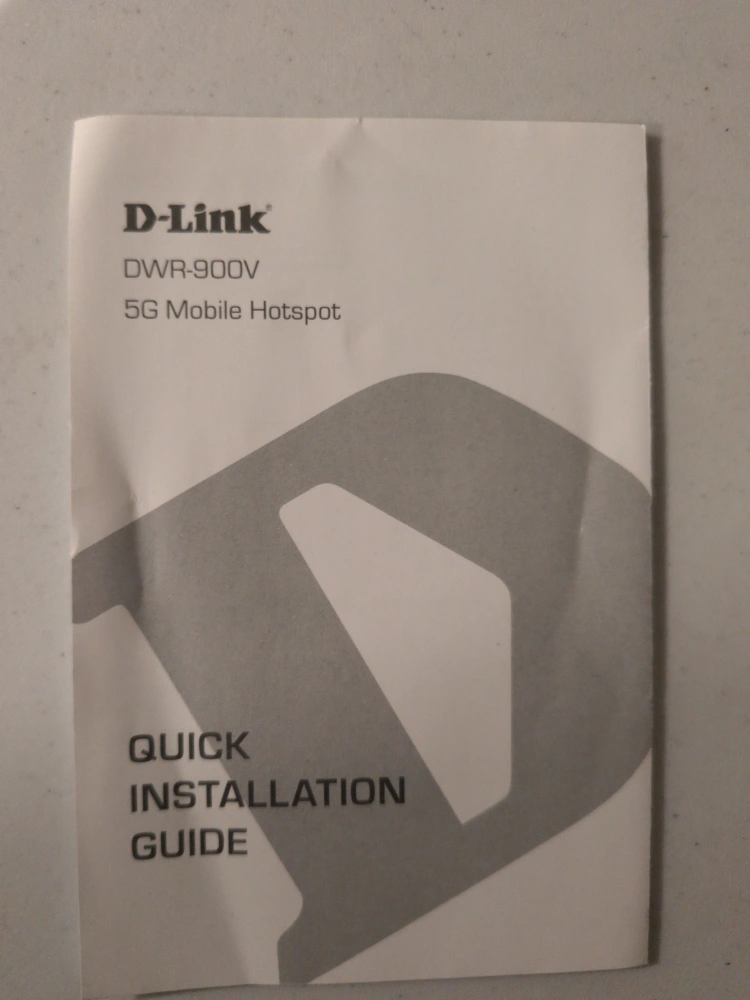 D-Link®
DWR-900V
5G Mobile Hotspot
QUICK
INSTALLATION
GUIDE